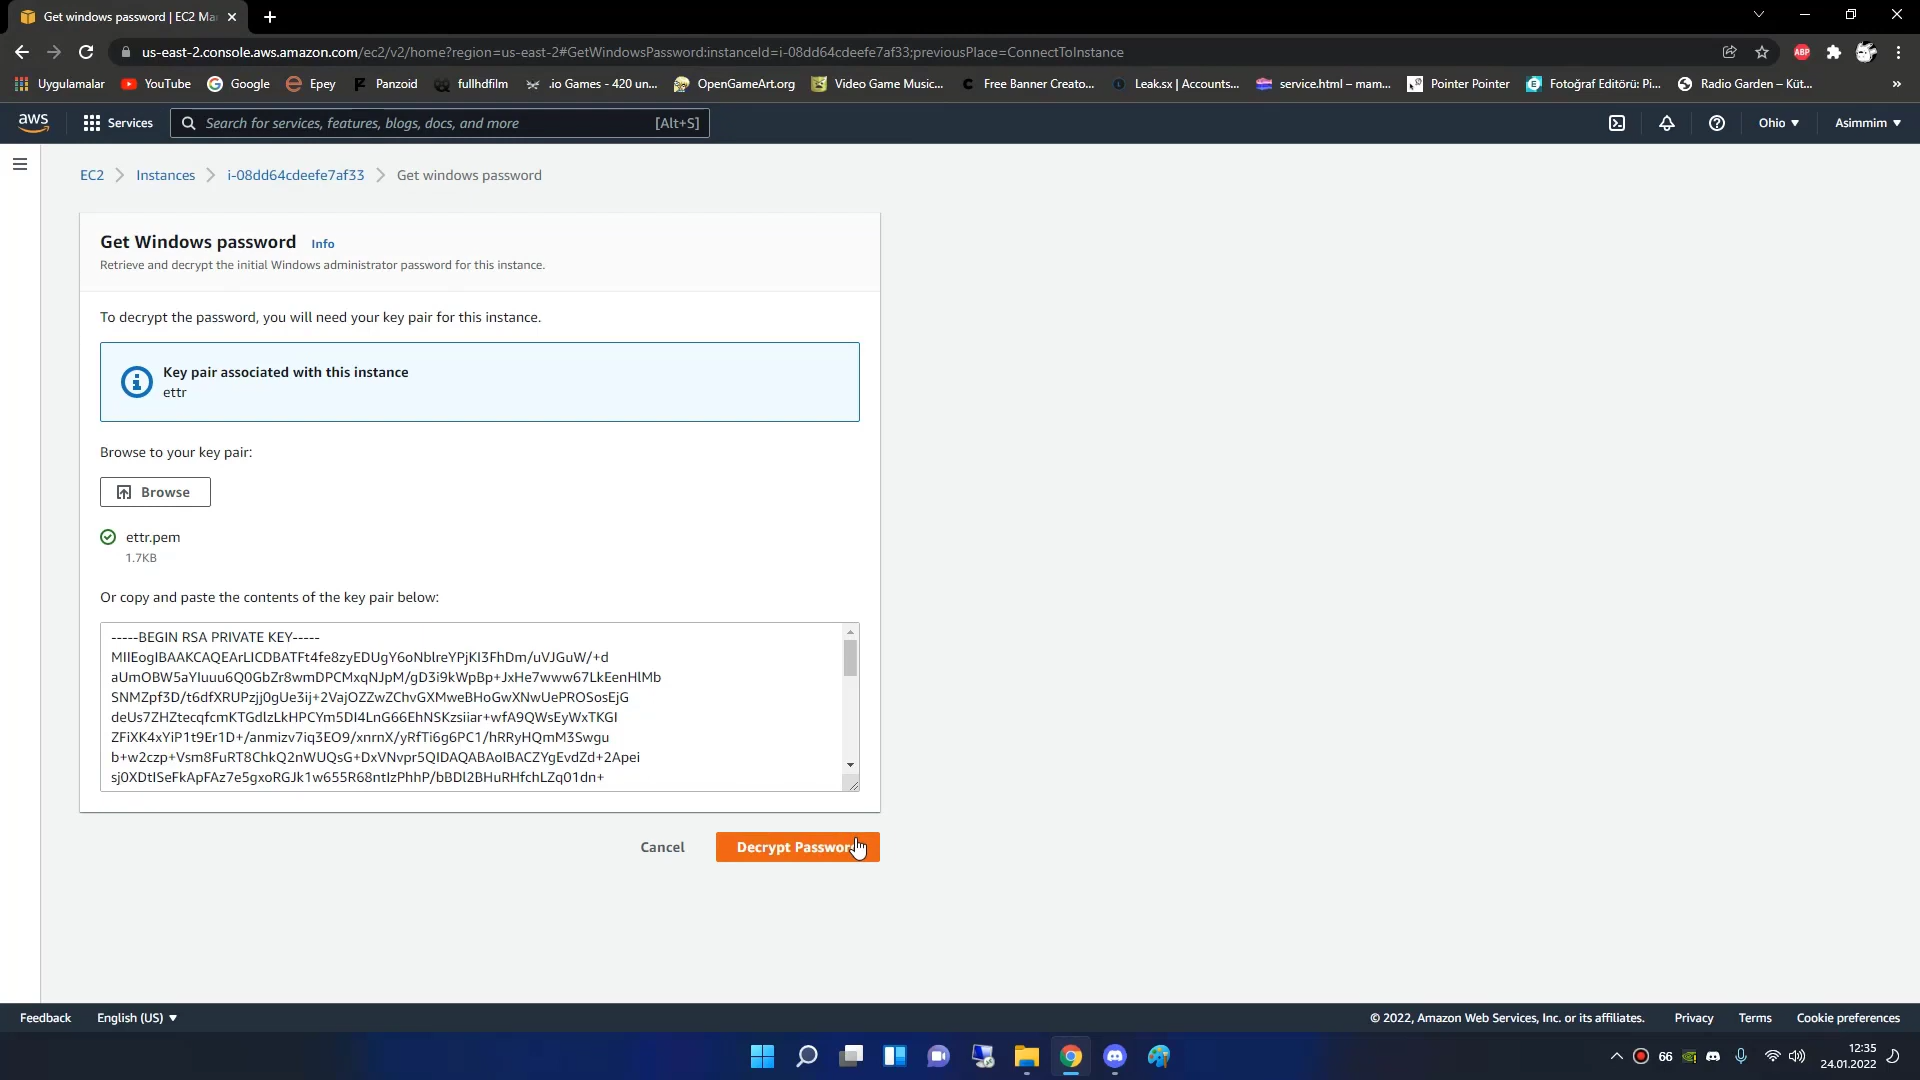 Get windows password | EC2 Ma
us-east-2.console.aws.amazon.com/ec2/v2/home?region=us-east-2#GetWindowsPassword:instanceId=i-08dd64cdeefe7af33;previousPlace=ConnectToInstance
ABP
Uygulamalar YouTube Google Epey Panzoid fullhdfilm .io Games - 420 un... OpenGameArt.org Video Game Music... Free Banner Creato... Leak.sx | Accounts... service.html – mam... Pointer Pointer Fotoğraf Editörü: Pi... Radio Garden – Küt... »
aws Services Search for services, features, blogs, docs, and more [Alt+S] Ohio Asimmim
EC2 Instances i-08dd64cdeefe7af33 Get windows password
Get Windows password Info
Retrieve and decrypt the initial Windows administrator password for this instance.
To decrypt the password, you will need your key pair for this instance.
Key pair associated with this instance
ettr
Browse to your key pair:
Browse
ettr.pem
1.7KB
Or copy and paste the contents of the key pair below:
-----BEGIN RSA PRIVATE KEY-----
MIIEogIBAAKCAQEArLICDBATFt4fe8zyEDUgY6oNblreYPjKI3FhDm/uVJGuW/+d
aUmOBW5aYIuuu6Q0GbZr8wmDPCMxqNJpM/gD3i9kWpBp+JxHe7www67LkEenHlMb
SNMZpf3D/t6dfXRUPzjj0gUe3ij+2VajOZZwZChvGXMweBHoGwXNwUePROSosEjG
deUs7ZHZtecqfcmKTGdlzLkHPCYm5DI4LnG66EhNSKzsiiar+wfA9QWsEyWxTKGI
ZFiXK4xYiP1t9Er1D+/anmizv7iq3EO9/xnrnX/yRfTi6g6PC1/hRRyHQmM3Swgu
b+w2czp+Vsm8FuRT8ChkQ2nWUQsG+DxVNvpr5QIDAQABAoIBACZYgEvdZd+2Apei
sj0XDtISeFkApFAz7e5gxoRGJk1w655R68ntIzPhhP/bBDl2BHuRHfchLZq01dn+
Cancel Decrypt Passwor
Feedback English (US) © 2022, Amazon Web Services, Inc. or its affiliates. Privacy Terms Cookie preferences
66 12:35
24.01.2022